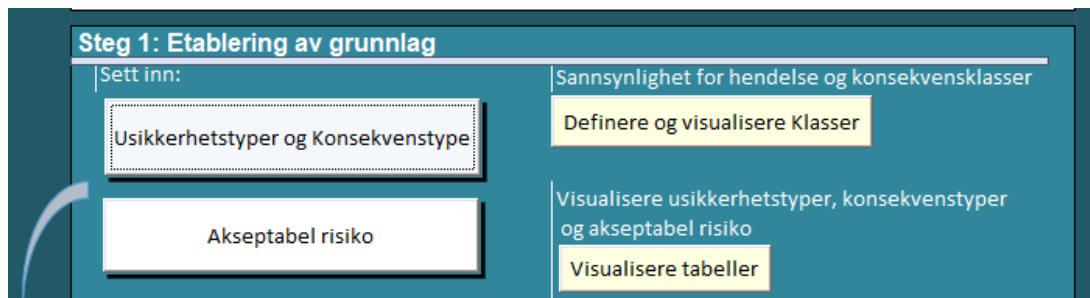 Steg 1: Etablering av grunnlag
Sett inn:
Usikkerhetstyper og Konsekvenstype
Akseptabel risiko
Sannsynlighet for hendelse og konsekvensklasser
Definere og visualisere Klasser
Visualisere usikkerhetstyper, konsekvenstyper
og akseptabel risiko
Visualisere tabeller